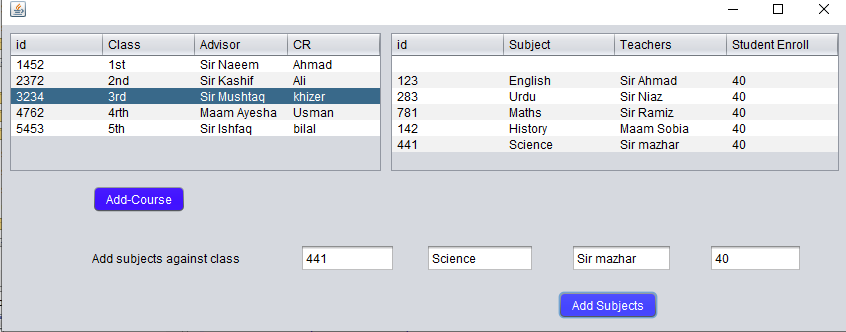 id Class Advisor CR
1452 1st Sir Naeem Ahmad
2372 2nd Sir Kashif Ali
3234 3rd Sir Mushtaq khizer
4762 4rth Maam Ayesha Usman
5453 5th Sir Ishfaq bilal
id Subject Teachers Student Enroll
123 English Sir Ahmad 40
283 Urdu Sir Niaz 40
781 Maths Sir Ramiz 40
142 History Maam Sobia 40
441 Science Sir mazhar 40
Add-Course
Add subjects against class 441 Science Sir mazhar 40
Add Subjects